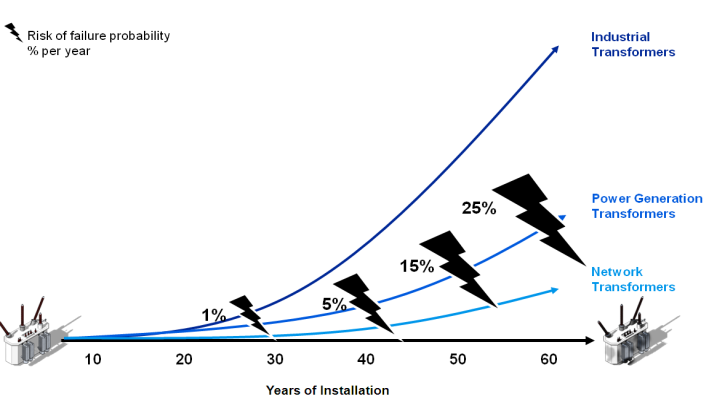 Risk of failure probability
% per year
Industrial
Transformers
25%
Power Generation
Transformers
15%
Network
Transformers
5%
1%
10 20 30 40 50 60
Years of Installation